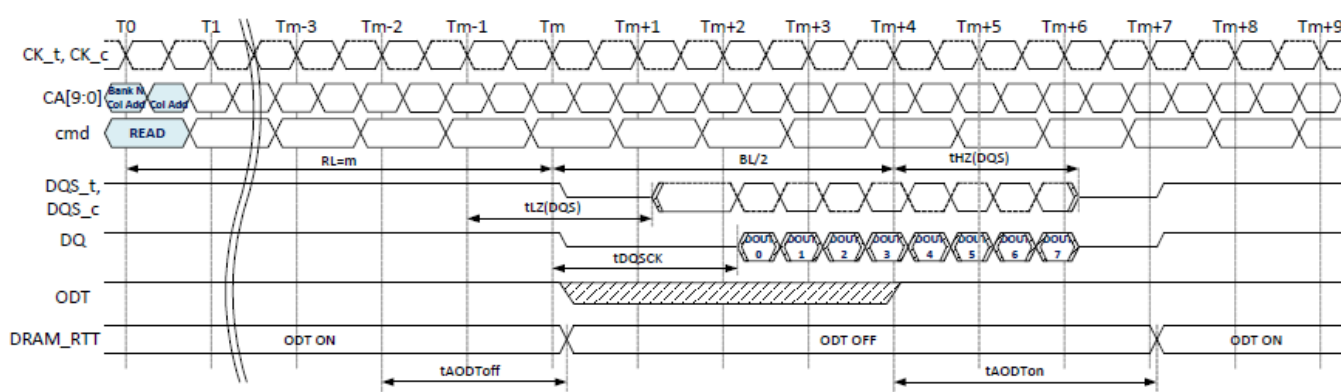 T0 T1 Tm-3 Tm-2 Tm-1 Tm Tm+1 Tm+2 Tm+3 Tm+4 Tm+5 Tm+6 Tm+7 Tm+8 Tm+9
CK_t, CK_c
CA[9:0] Bank N Col Add Col Add
cmd READ
RL=m BL/2 tHZ(DQS)
DQS_t,
DQS_c
tLZ(DQS)
DQ DOUT 0 DOUT 1 DOUT 2 DOUT 3 DOUT 4 DOUT 5 DOUT 6 DOUT 7
tDQSCK
ODT
DRAM_RTT ODT ON ODT OFF ODT ON
tAODToff tAODTon